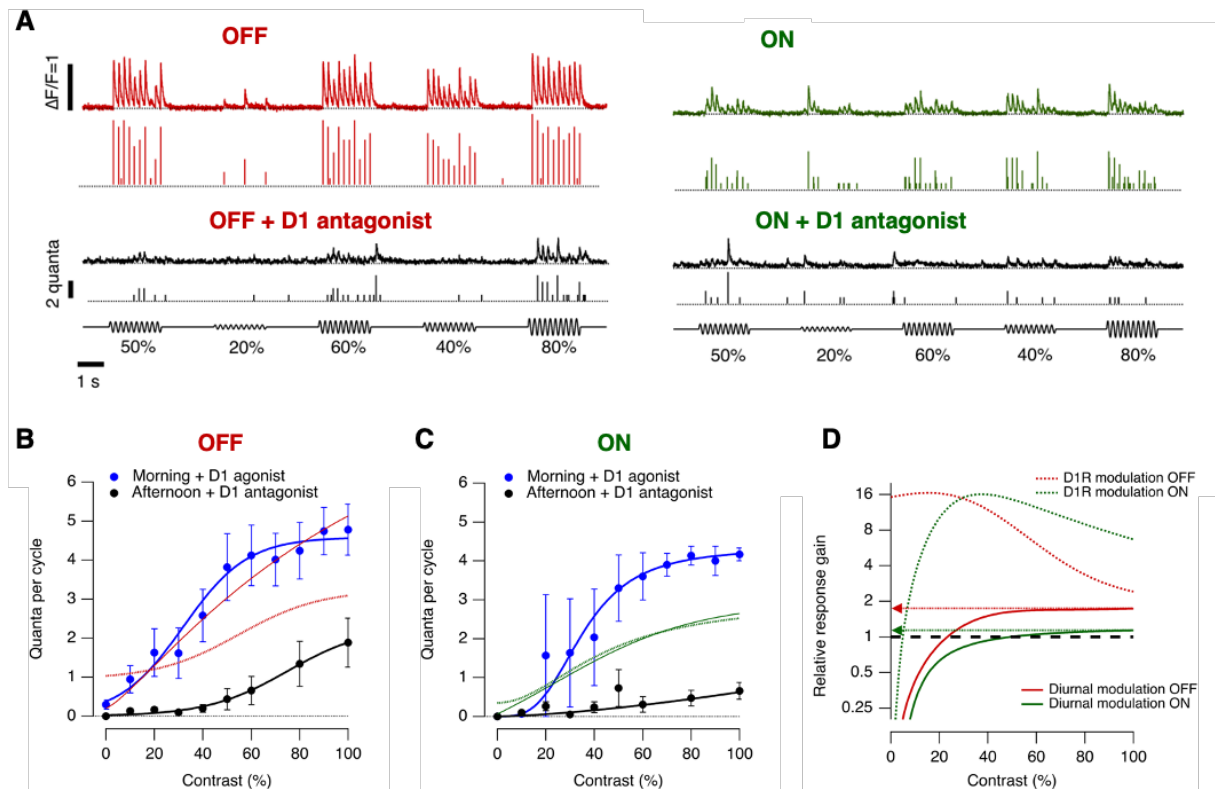 A
OFF
ON
ΔF/F=1
OFF + D1 antagonist
ON + D1 antagonist
2 quanta
50% 20% 60% 40% 80%
50% 20% 60% 40% 80%
1 s
B
OFF
Morning + D1 agonist
Afternoon + D1 antagonist
6
5
4
3
2
1
0
Quanta per cycle
0 20 40 60 80 100
Contrast (%)
C
ON
Morning + D1 agonist
Afternoon + D1 antagonist
6
5
4
3
2
1
0
Quanta per cycle
0 20 40 60 80 100
Contrast (%)
D
D1R modulation OFF
D1R modulation ON
16
8
4
2
1
0.5
0.25
Relative response gain
Diurnal modulation OFF
Diurnal modulation ON
0 20 40 60 80 100
Contrast (%)